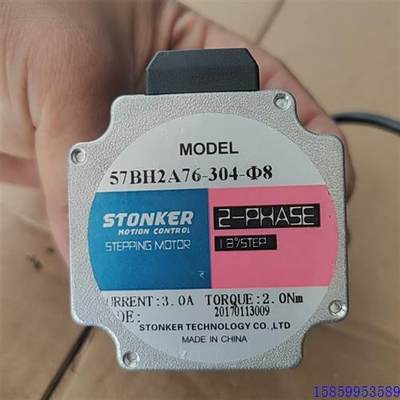 MODEL
57BH2A76-304-Φ8
STONKER
MOTION CONTROL
STEPPING MOTOR
2-PHASE
1.8°/STEP
URRENT:3.0A TORQUE:2.0Nm
DE: 20170113009
STONKER TECHNOLOGY CO.,LTD
MADE IN CHINA
15859953589